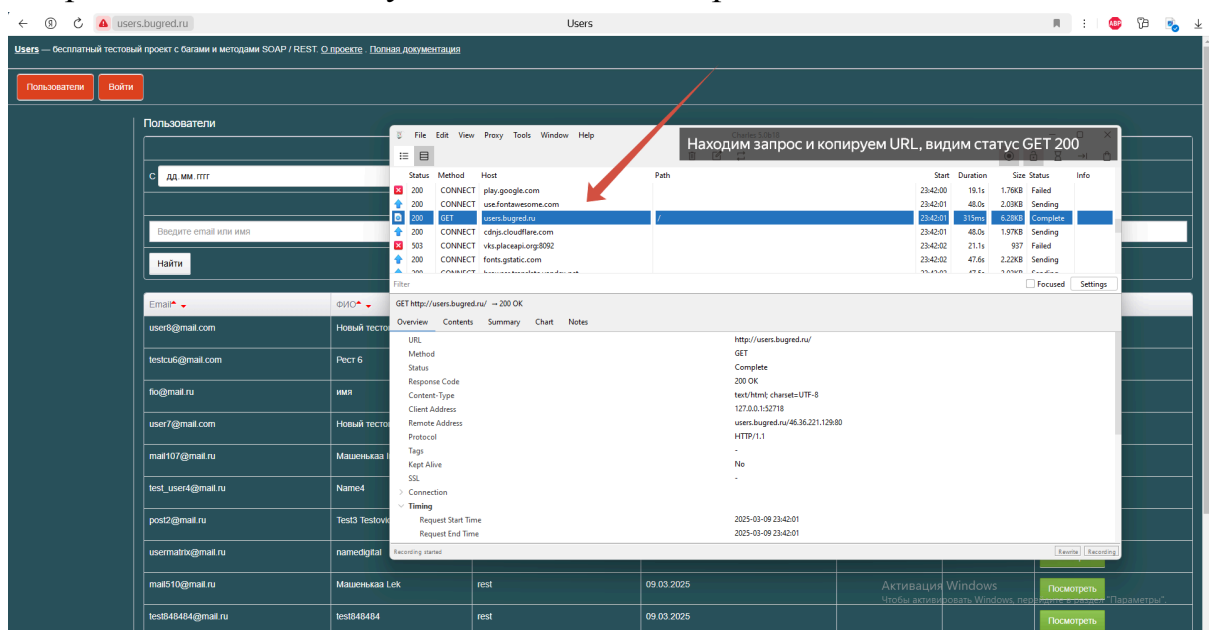 users.bugred.ru
Users
ABP
Users — бесплатный тестовый проект с багами и методами SOAP / REST. О проекте . Полная документация
Пользователи Войти
Пользователи
File Edit View Proxy Tools Window Help
Находим запрос и копируем URL, видим статус GET 200
Status Method Host Path Start Duration Size Status Info
С дд.мм.гггг
200 CONNECT play.google.com 23:42:00 19.1s 1.76KB Failed
200 CONNECT use.fontawesome.com 23:42:01 48.0s 2.03KB Sending
200 GET users.bugred.ru / 23:42:01 315ms 6.28KB Complete
Введите email или имя
200 CONNECT cdnjs.cloudflare.com 23:42:01 48.0s 1.97KB Sending
503 CONNECT vks.placeapi.org:8092 23:42:02 21.1s 937 Failed
Найти
200 CONNECT fonts.gstatic.com 23:42:02 47.6s 2.22KB Sending
Filter Focused Settings
Email ФИО
GET http://users.bugred.ru/ → 200 OK
Overview Contents Summary Chart Notes
user8@mail.com Новый тесто
URL http://users.bugred.ru/
Method GET
testcu6@mail.com Рест 6
Status Complete
Response Code 200 OK
fio@mail.ru имя
Content-Type text/html; charset=UTF-8
Client Address 127.0.0.1:52718
user7@mail.com Новый тесто
Remote Address users.bugred.ru/46.36.221.129:80
Protocol HTTP/1.1
mail107@mail.ru Машенькаа
Tags -
Kept Alive No
SSL -
test_user4@mail.ru Name4
Connection
Timing
post2@mail.ru Test3 Testovic
Request Start Time 2025-03-09 23:42:01
Request End Time 2025-03-09 23:42:01
usermatrix@mail.ru namedigital
Recording started Rewrite Recording
mail510@mail.ru Машенькаа Lek rest 09.03.2025 Посмотреть
Активация Windows
Чтобы активировать Windows, перейдите в раздел "Параметры".
test848484@mail.ru test848484 rest 09.03.2025 Посмотреть